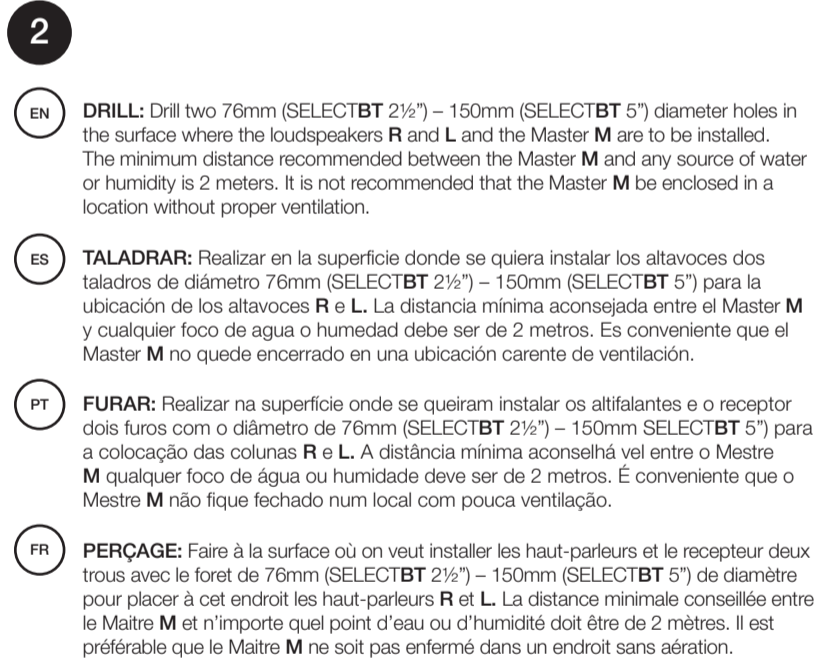 2
EN
DRILL: Drill two 76mm (SELECTBT 2½”) – 150mm (SELECTBT 5”) diameter holes in
the surface where the loudspeakers R and L and the Master M are to be installed.
The minimum distance recommended between the Master M and any source of water
or humidity is 2 meters. It is not recommended that the Master M be enclosed in a
location without proper ventilation.
ES
TALADRAR: Realizar en la superficie donde se quiera instalar los altavoces dos
taladros de diámetro 76mm (SELECTBT 2½”) – 150mm (SELECTBT 5”) para la
ubicación de los altavoces R e L. La distancia mínima aconsejada entre el Master M
y cualquier foco de agua o humedad debe ser de 2 metros. Es conveniente que el
Master M no quede encerrado en una ubicación carente de ventilación.
PT
FURAR: Realizar na superfície onde se queiram instalar os altifalantes e o receptor
dois furos com o diâmetro de 76mm (SELECTBT 2½”) – 150mm SELECTBT 5”) para
a colocação das colunas R e L. A distância mínima aconselhá vel entre o Mestre
M qualquer foco de água ou humidade deve ser de 2 metros. É conveniente que o
Mestre M não fique fechado num local com pouca ventilação.
FR
PERÇAGE: Faire à la surface où on veut installer les haut-parleurs et le recepteur deux
trous avec le foret de 76mm (SELECTBT 2½”) – 150mm (SELECTBT 5”) de diamètre
pour placer à cet endroit les haut-parleurs R et L. La distance minimale conseillée entre
le Maitre M et n’importe quel point d’eau ou d’humidité doit être de 2 mètres. Il est
préférable que le Maitre M ne soit pas enfermé dans un endroit sans aération.